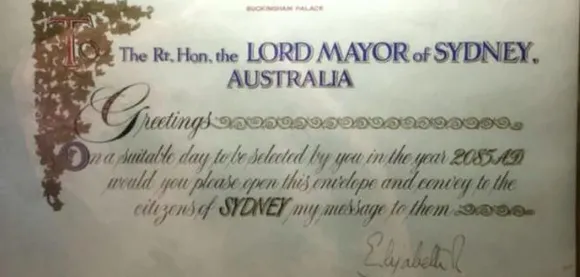 BUCKINGHAM PALACE
To The Rt. Hon. the LORD MAYOR of SYDNEY,
AUSTRALIA
Greetings
On a suitable day to be selected by you in the year 2085 A.D
would you please open this envelope and convey to the
citizens of SYDNEY my message to them
Elizabeth R